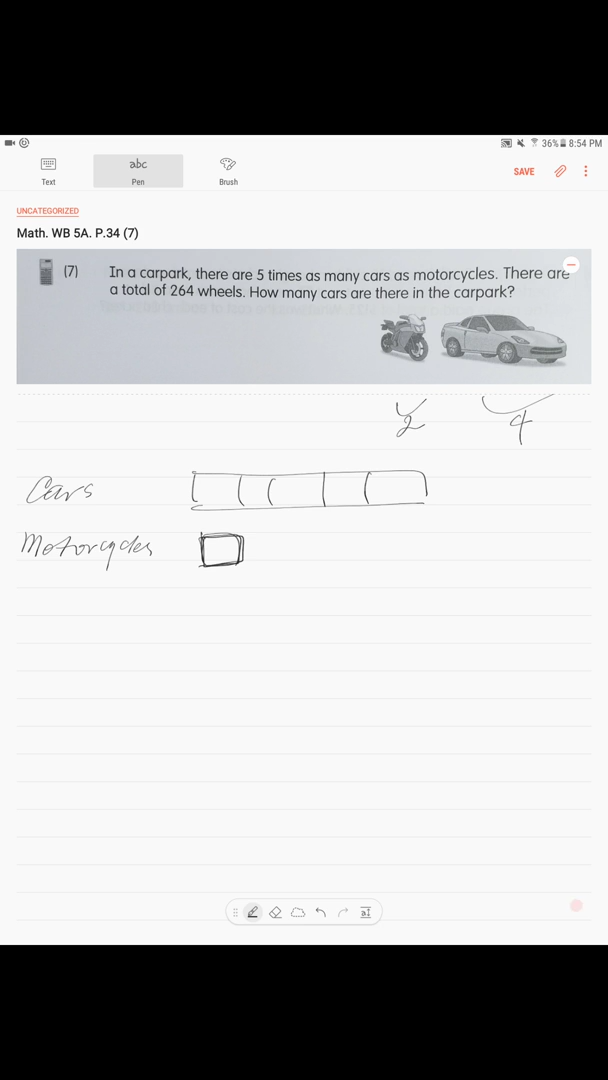 36% 8:54 PM
Text
abc
Pen
Brush
SAVE
UNCATEGORIZED
Math. WB 5A. P.34 (7)
(7) In a carpark, there are 5 times as many cars as motorcycles. There are
a total of 264 wheels. How many cars are there in the carpark?
2 4
Cars
Motorcycles
aI